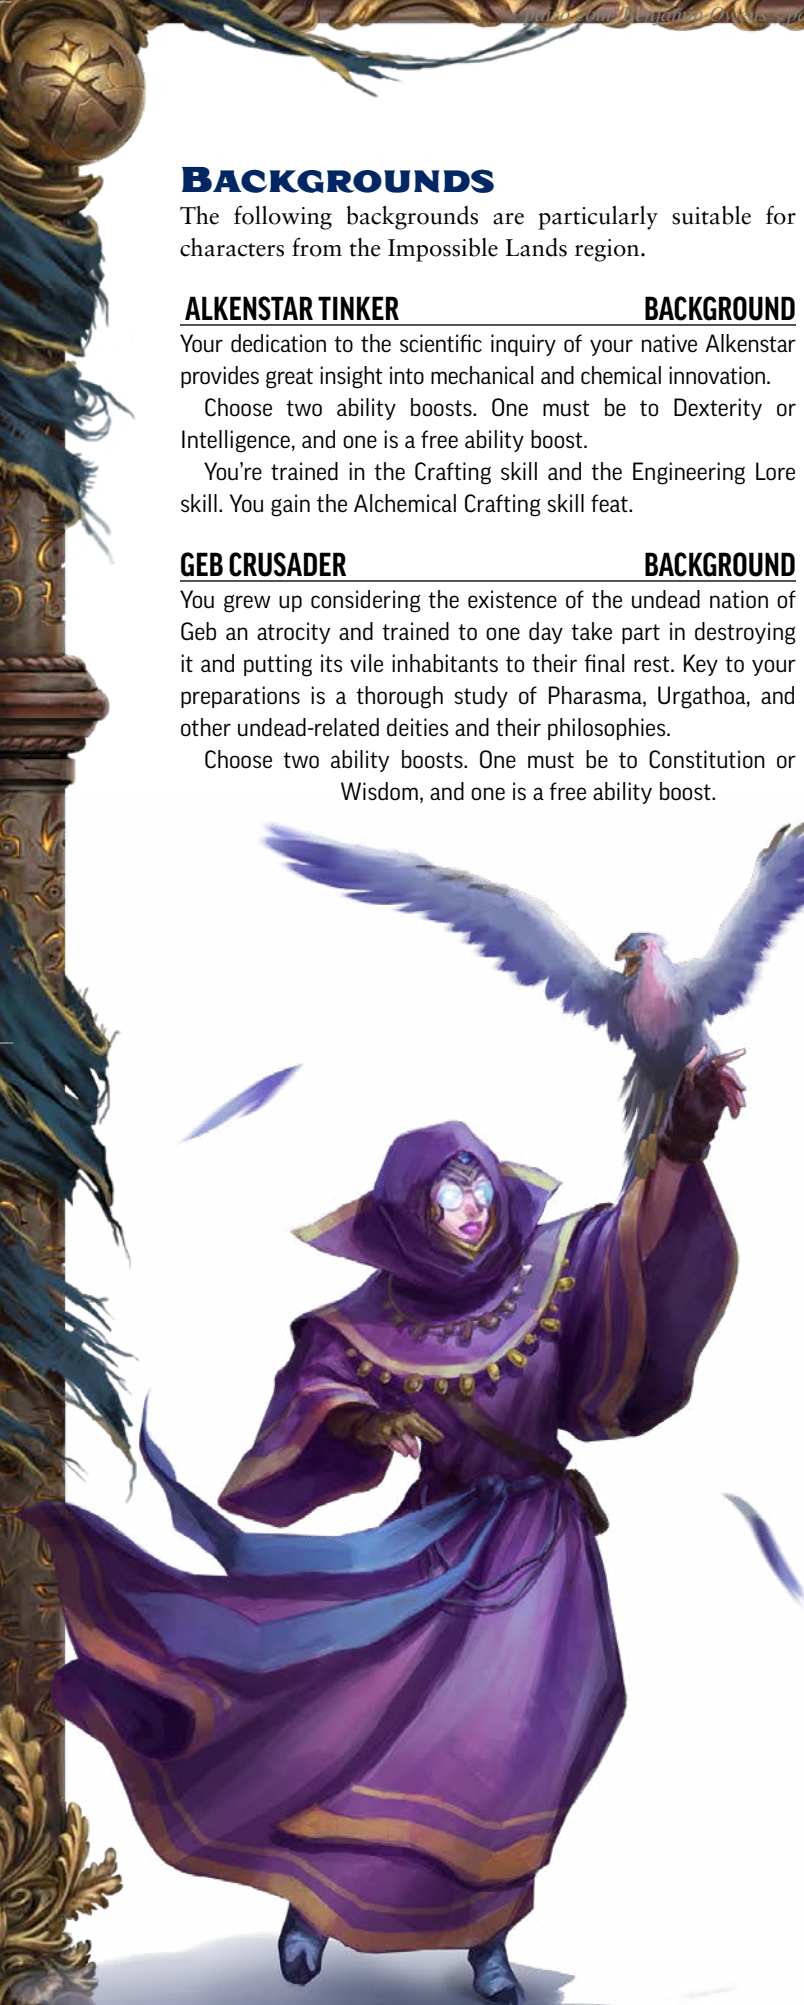 paizo Zone Benjamin Owens
BACKGROUNDS
The following backgrounds are particularly suitable for
characters from the Impossible Lands region.
ALKENSTAR TINKER BACKGROUND
Your dedication to the scientific inquiry of your native Alkenstar
provides great insight into mechanical and chemical innovation.
Choose two ability boosts. One must be to Dexterity or
Intelligence, and one is a free ability boost.
You're trained in the Crafting skill and the Engineering Lore
skill. You gain the Alchemical Crafting skill feat.
GEB CRUSADER BACKGROUND
You grew up considering the existence of the undead nation of
Geb an atrocity and trained to one day take part in destroying
it and putting its vile inhabitants to their final rest. Key to your
preparations is a thorough study of Pharasma, Urgathoa, and
other undead-related deities and their philosophies.
Choose two ability boosts. One must be to Constitution or
Wisdom, and one is a free ability boost.